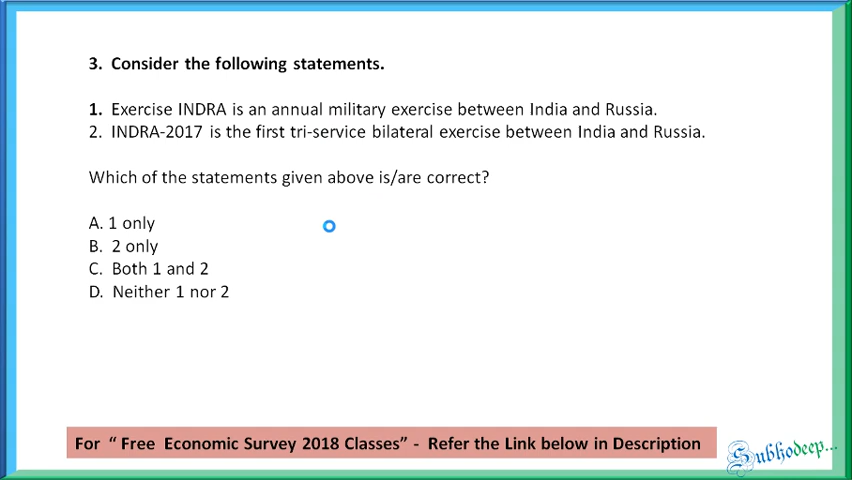 3. Consider the following statements.
1. Exercise INDRA is an annual military exercise between India and Russia.
2. INDRA-2017 is the first tri-service bilateral exercise between India and Russia.
Which of the statements given above is/are correct?
A. 1 only
B. 2 only
C. Both 1 and 2
D. Neither 1 nor 2
For “ Free Economic Survey 2018 Classes” - Refer the Link below in Description
Subhodeep...